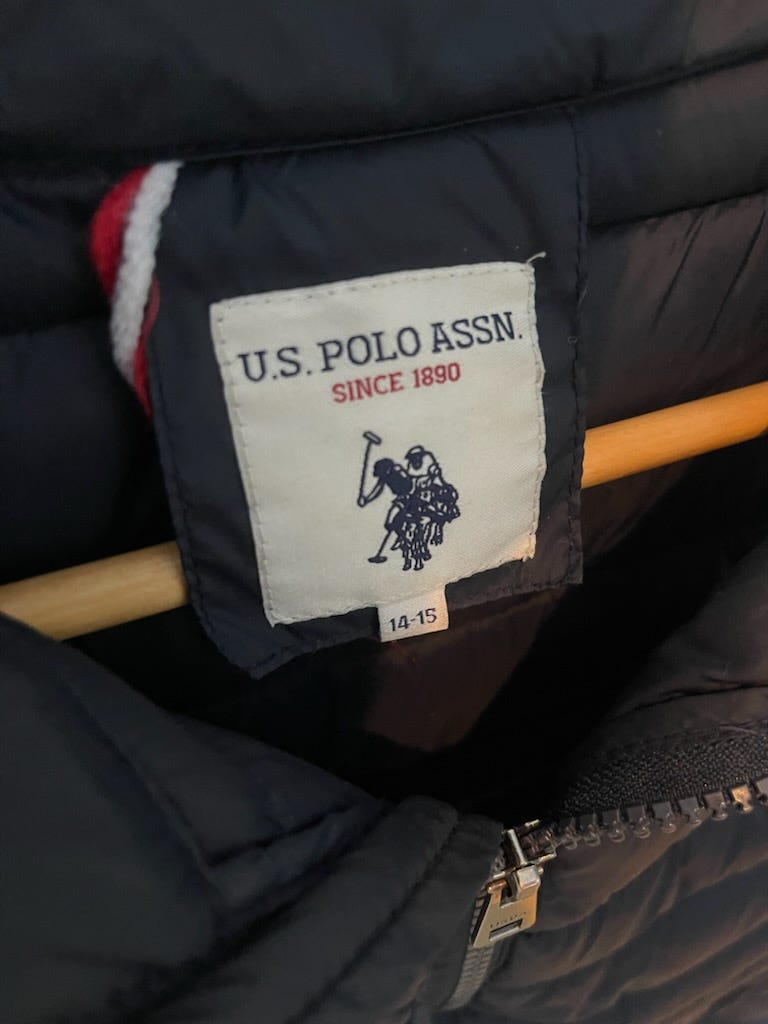 U.S. POLO ASSN.
SINCE 1890
14-15